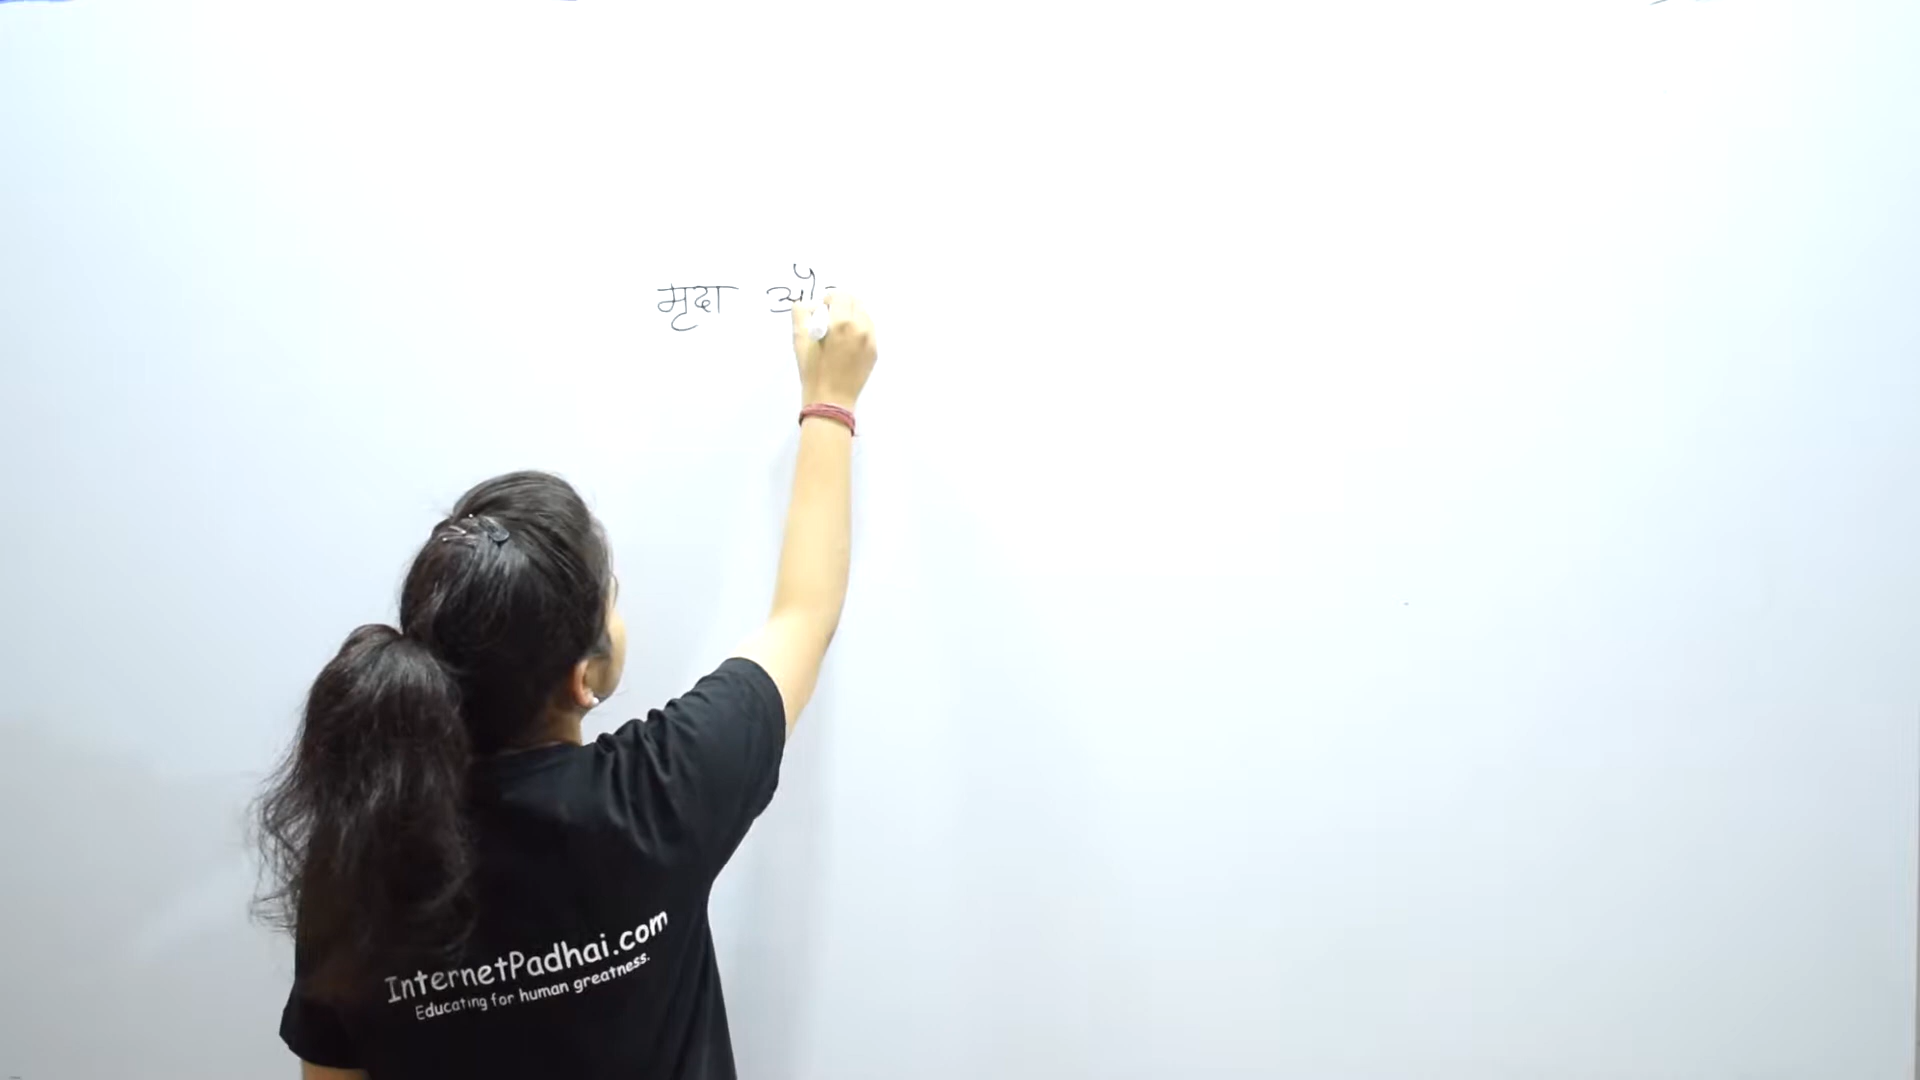 मृदा औ
InternetPadhai.com
Educating for human greatness.